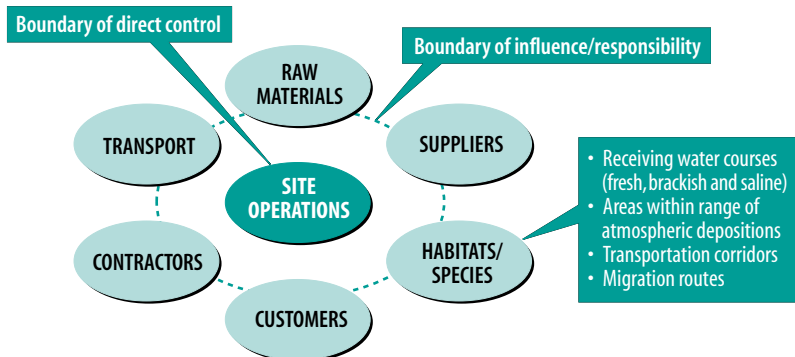 Boundary of direct control
Boundary of influence/responsibility
RAW
MATERIALS
TRANSPORT
SUPPLIERS
SITE
OPERATIONS
CONTRACTORS
HABITATS/
SPECIES
CUSTOMERS
• Receiving water courses
(fresh, brackish and saline)
• Areas within range of
atmospheric depositions
• Transportation corridors
• Migration routes